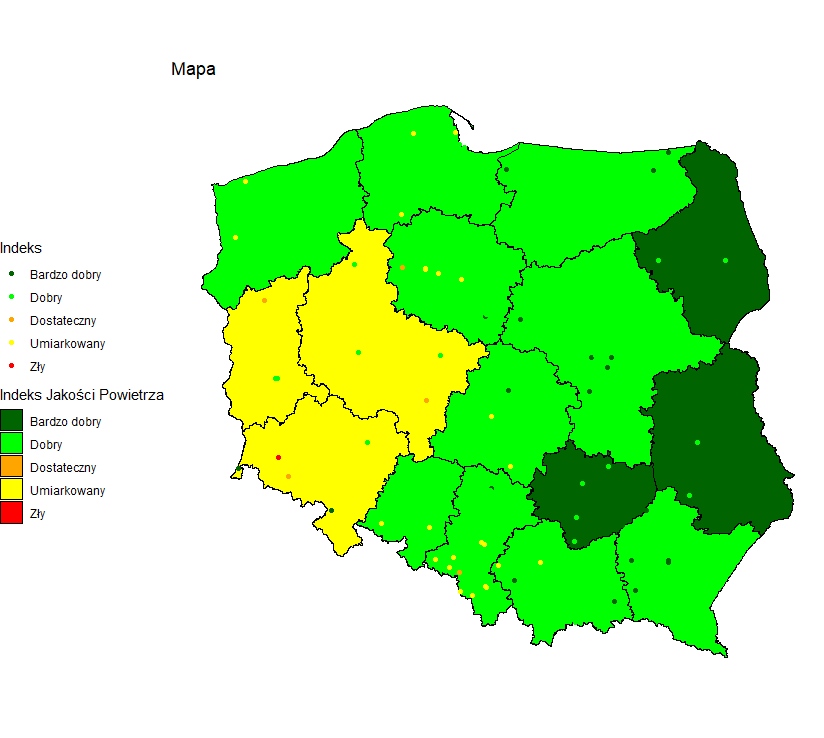 Mapa
Indeks
Bardzo dobry
Dobry
Dostateczny
Umiarkowany
Zły
Indeks Jakości Powietrza
Bardzo dobry
Dobry
Dostateczny
Umiarkowany
Zły